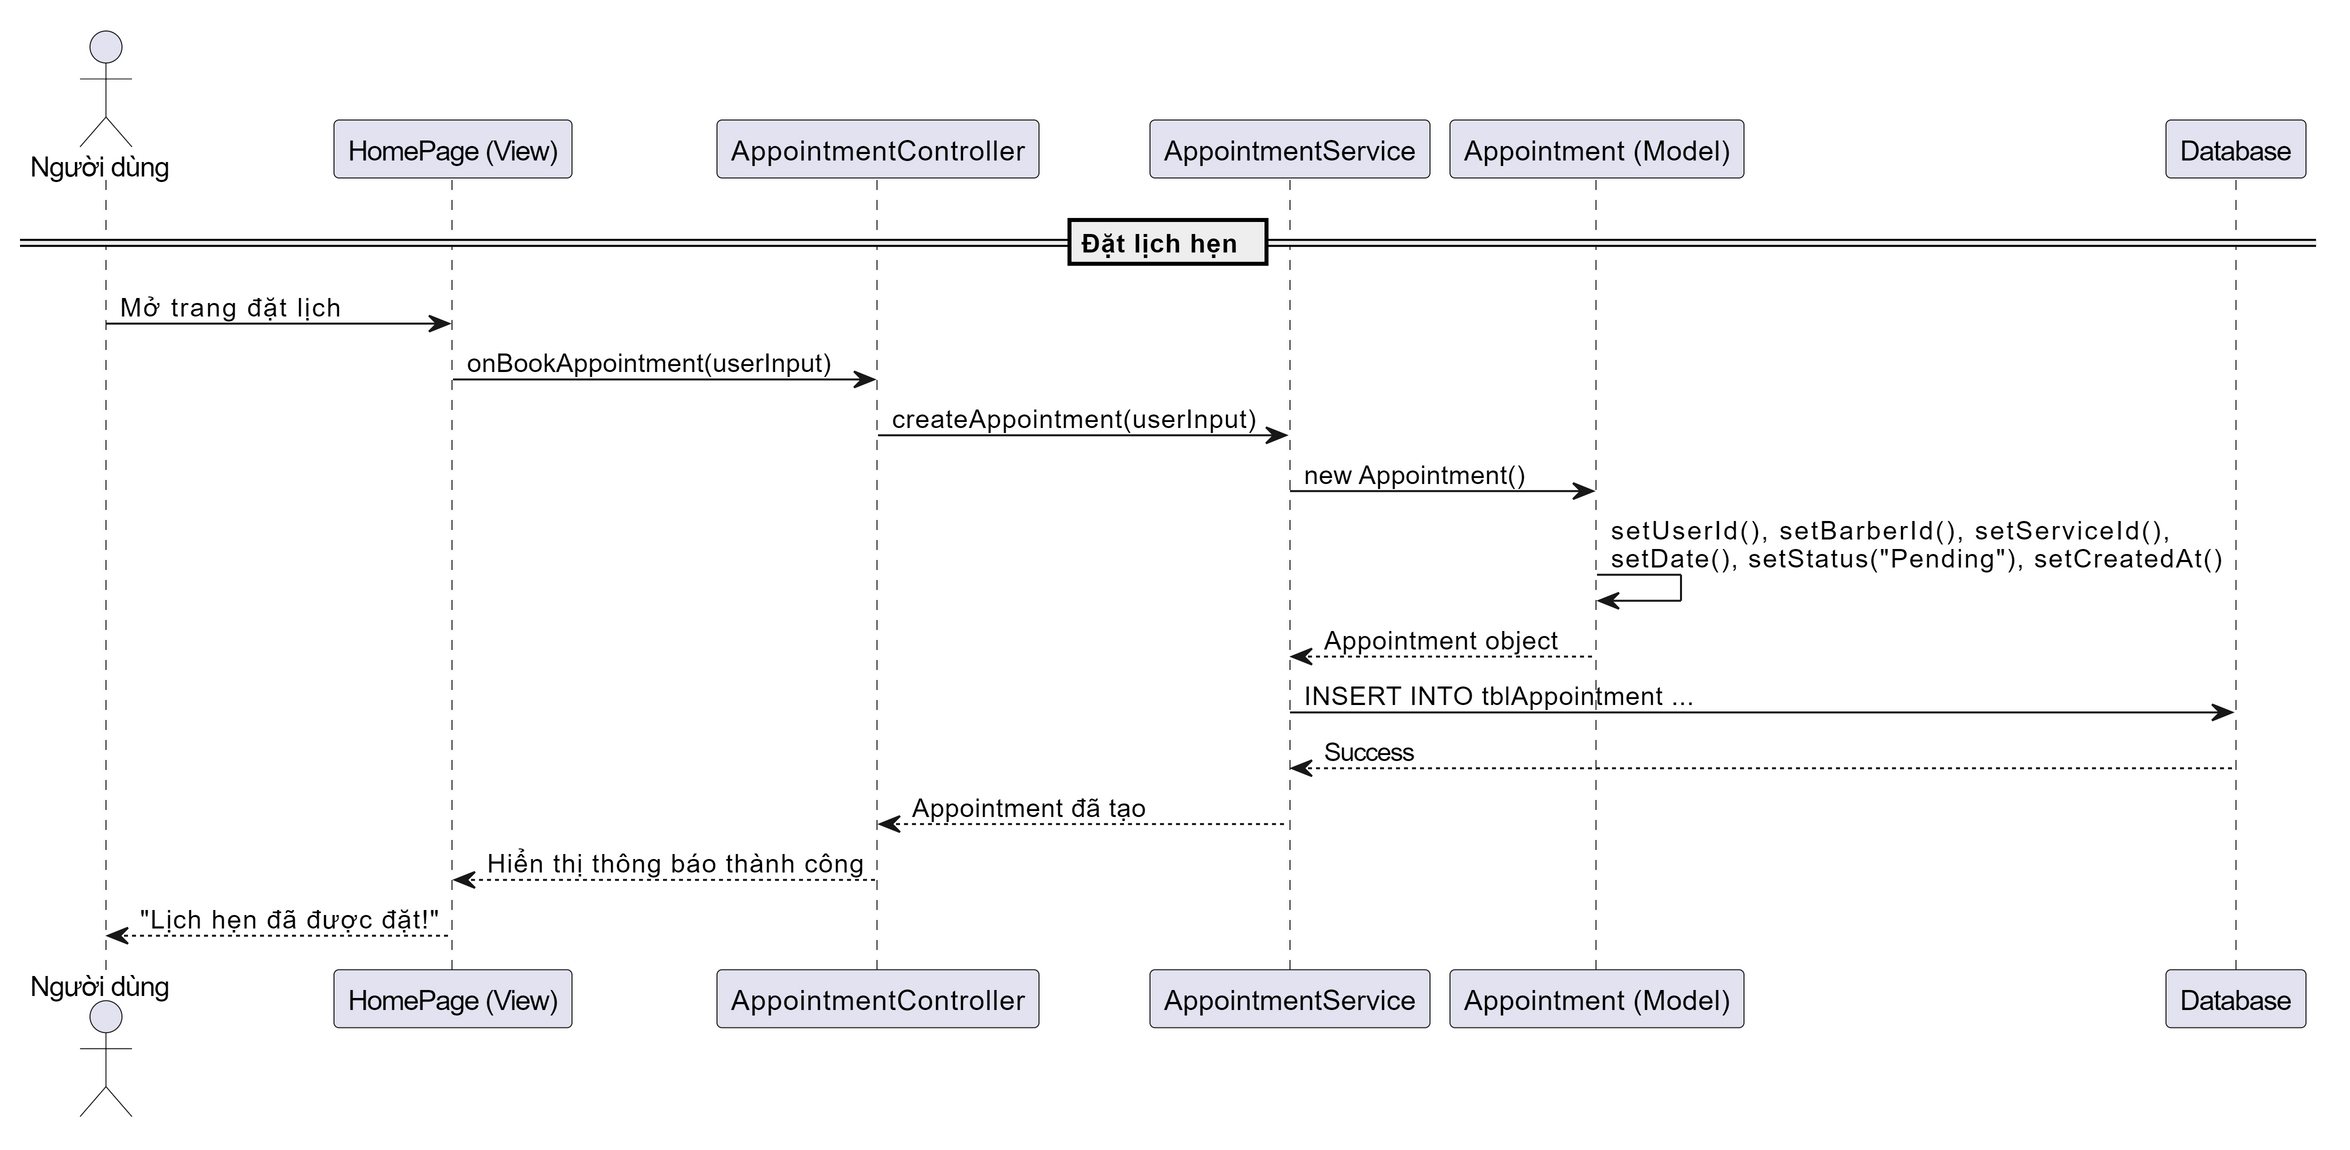 Người dùng
HomePage (View)
AppointmentController
AppointmentService
Appointment (Model)
Database
Đặt lịch hẹn
Mở trang đặt lịch
onBookAppointment(userInput)
createAppointment(userInput)
new Appointment()
setUserId(), setBarberId(), setServiceId(),
setDate(), setStatus("Pending"), setCreatedAt()
Appointment object
INSERT INTO tblAppointment ...
Success
Appointment đã tạo
Hiển thị thông báo thành công
"Lịch hẹn đã được đặt!"
Người dùng
HomePage (View)
AppointmentController
AppointmentService
Appointment (Model)
Database